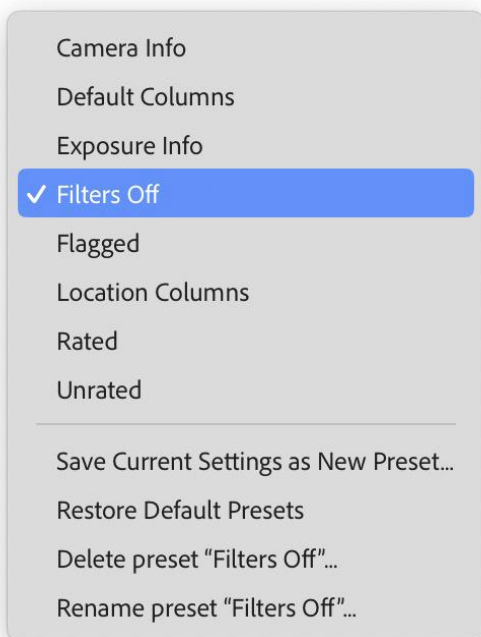 Camera Info
Default Columns
Exposure Info
Filters Off
Flagged
Location Columns
Rated
Unrated
Save Current Settings as New Preset...
Restore Default Presets
Delete preset “Filters Off”...
Rename preset “Filters Off”...